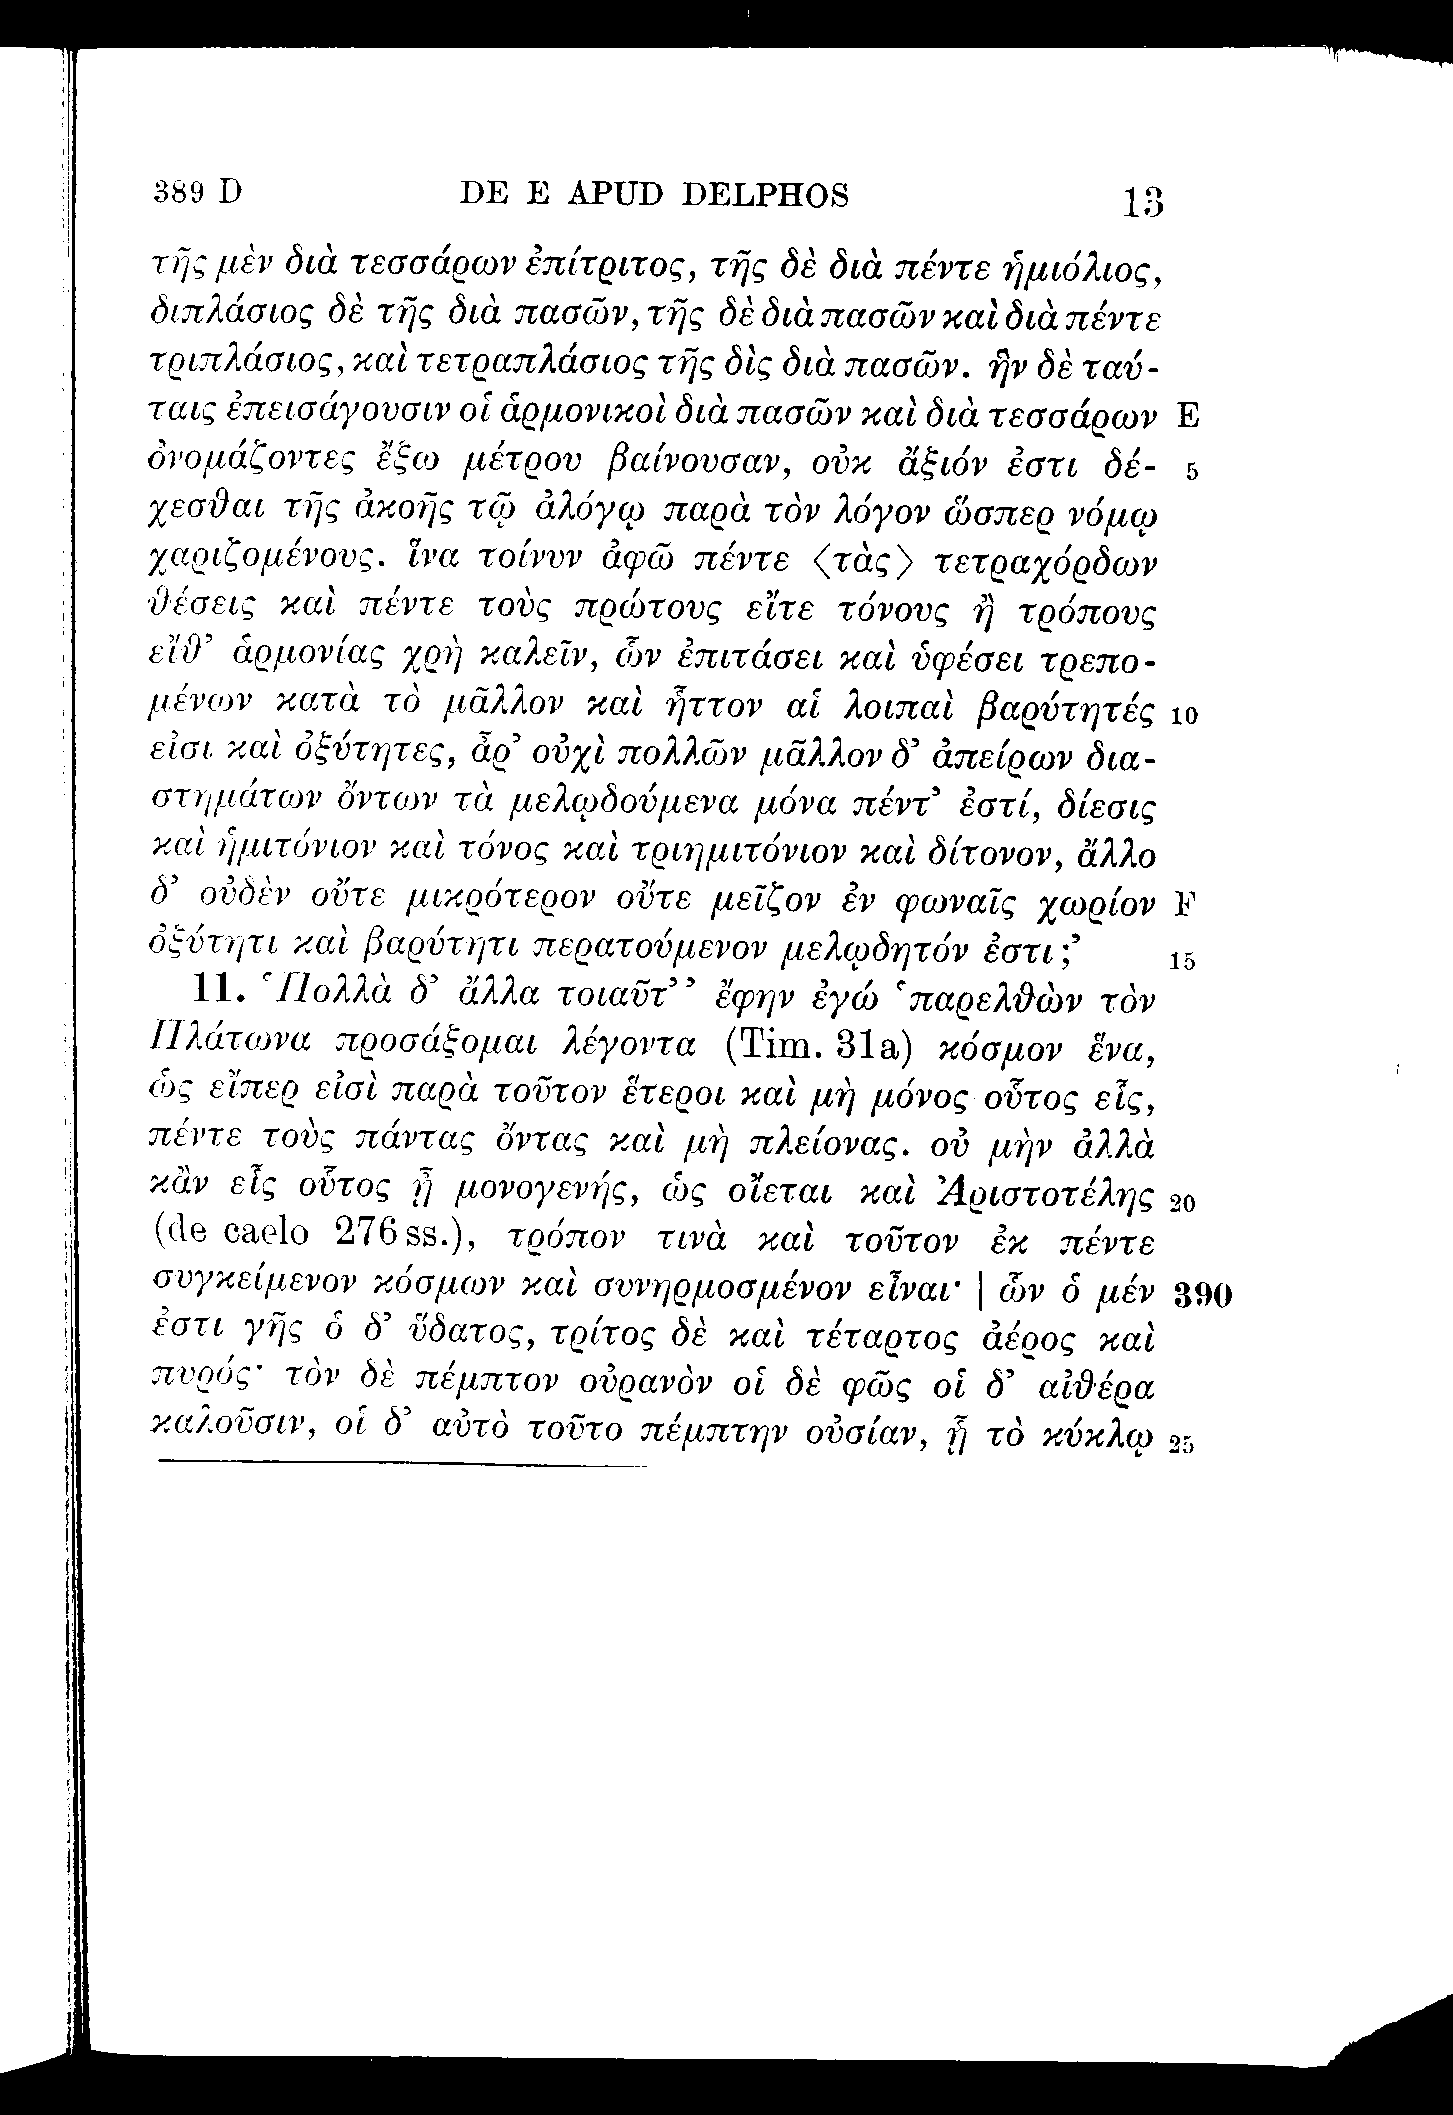 389 D DE E APUD DELPHOS 13
τῆς μὲν διὰ τεσσάρων ἐπίτριτος, τῆς δὲ διὰ πέντε ἡμιόλιος,
διπλάσιος δὲ τῆς διὰ πασῶν, τῆς δὲ διὰ πασῶν καὶ διὰ πέντε
τριπλάσιος, καὶ τετραπλάσιος τῆς δὶς διὰ πασῶν. ἣν δὲ ταύ-
ταις ἐπεισάγουσιν οἱ ἁρμονικοὶ διὰ πασῶν καὶ διὰ τεσσάρων E
ὀνομάζοντες ἔξω μέτρου βαίνουσαν, οὐκ ἄξιόν ἐστι δέ- 5
χεσθαι τῆς ἀκοῆς τῷ ἀλόγῳ παρὰ τὸν λόγον ὥσπερ νόμῳ
χαριζομένους. ἵνα τοίνυν ἀφῶ πέντε ⟨τὰς⟩ τετραχόρδων
θέσεις καὶ πέντε τοὺς πρώτους εἴτε τόνους ἢ τρόπους
εἴθ’ ἁρμονίας χρὴ καλεῖν, ὧν ἐπιτάσει καὶ ὑφέσει τρεπο-
μένων κατὰ τὸ μᾶλλον καὶ ἧττον αἱ λοιπαὶ βαρύτητές 10
εἰσι καὶ ὀξύτητες, ἆρ’ οὐχὶ πολλῶν μᾶλλον δ’ ἀπείρων δια-
στημάτων ὄντων τὰ μελῳδούμενα μόνα πέντ’ ἐστί, δίεσις
καὶ ἡμιτόνιον καὶ τόνος καὶ τριημιτόνιον καὶ δίτονον, ἄλλο
δ’ οὐδὲν οὔτε μικρότερον οὔτε μεῖζον ἐν φωναῖς χωρίον F
ὀξύτητι καὶ βαρύτητι περατούμενον μελῳδητόν ἐστι;’ 15
11. ‘Πολλὰ δ’ ἄλλα τοιαῦτ’’ ἔφην ἐγώ ‘παρελθὼν τὸν
Πλάτωνα προσάξομαι λέγοντα (Tim. 31a) κόσμον ἕνα,
ὡς εἴπερ εἰσὶ παρὰ τοῦτον ἕτεροι καὶ μὴ μόνος οὗτος εἷς,
πέντε τοὺς πάντας ὄντας καὶ μὴ πλείονας. οὐ μὴν ἀλλὰ
κἂν εἷς οὗτος ᾖ μονογενής, ὡς οἴεται καὶ Ἀριστοτέλης 20
(de caelo 276 ss.), τρόπον τινὰ καὶ τοῦτον ἐκ πέντε
συγκείμενον κόσμων καὶ συνηρμοσμένον εἶναι· | ὧν ὁ μέν 390
ἐστι γῆς ὁ δ’ ὕδατος, τρίτος δὲ καὶ τέταρτος ἀέρος καὶ
πυρός· τὸν δὲ πέμπτον οὐρανὸν οἱ δὲ φῶς οἱ δ’ αἰθέρα
καλοῦσιν, οἱ δ’ αὐτὸ τοῦτο πέμπτην οὐσίαν, ᾗ τὸ κύκλῳ 25